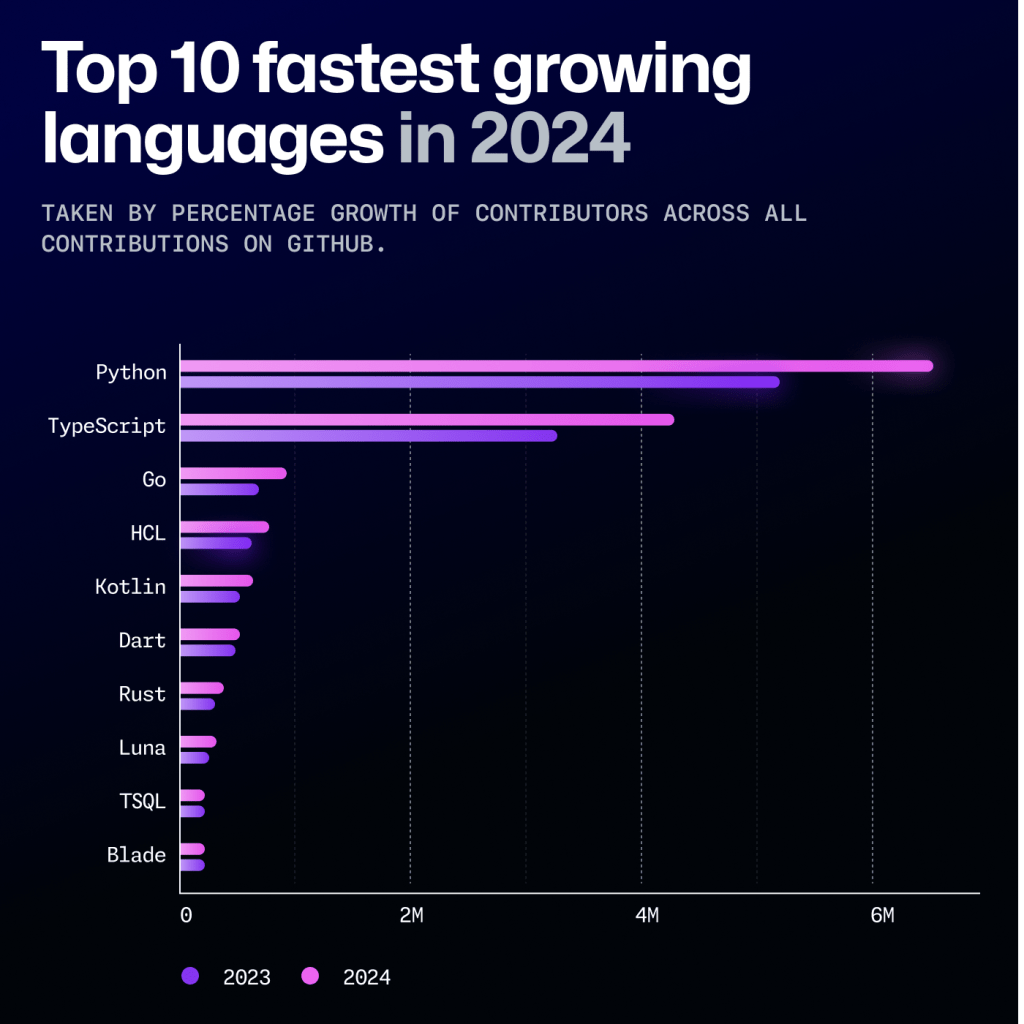 Top 10 fastest growing
languages in 2024
TAKEN BY PERCENTAGE GROWTH OF CONTRIBUTORS ACROSS ALL
CONTRIBUTIONS ON GITHUB.
Python
TypeScript
Go
HCL
Kotlin
Dart
Rust
Luna
TSQL
Blade
0 2M 4M 6M
2023 2024